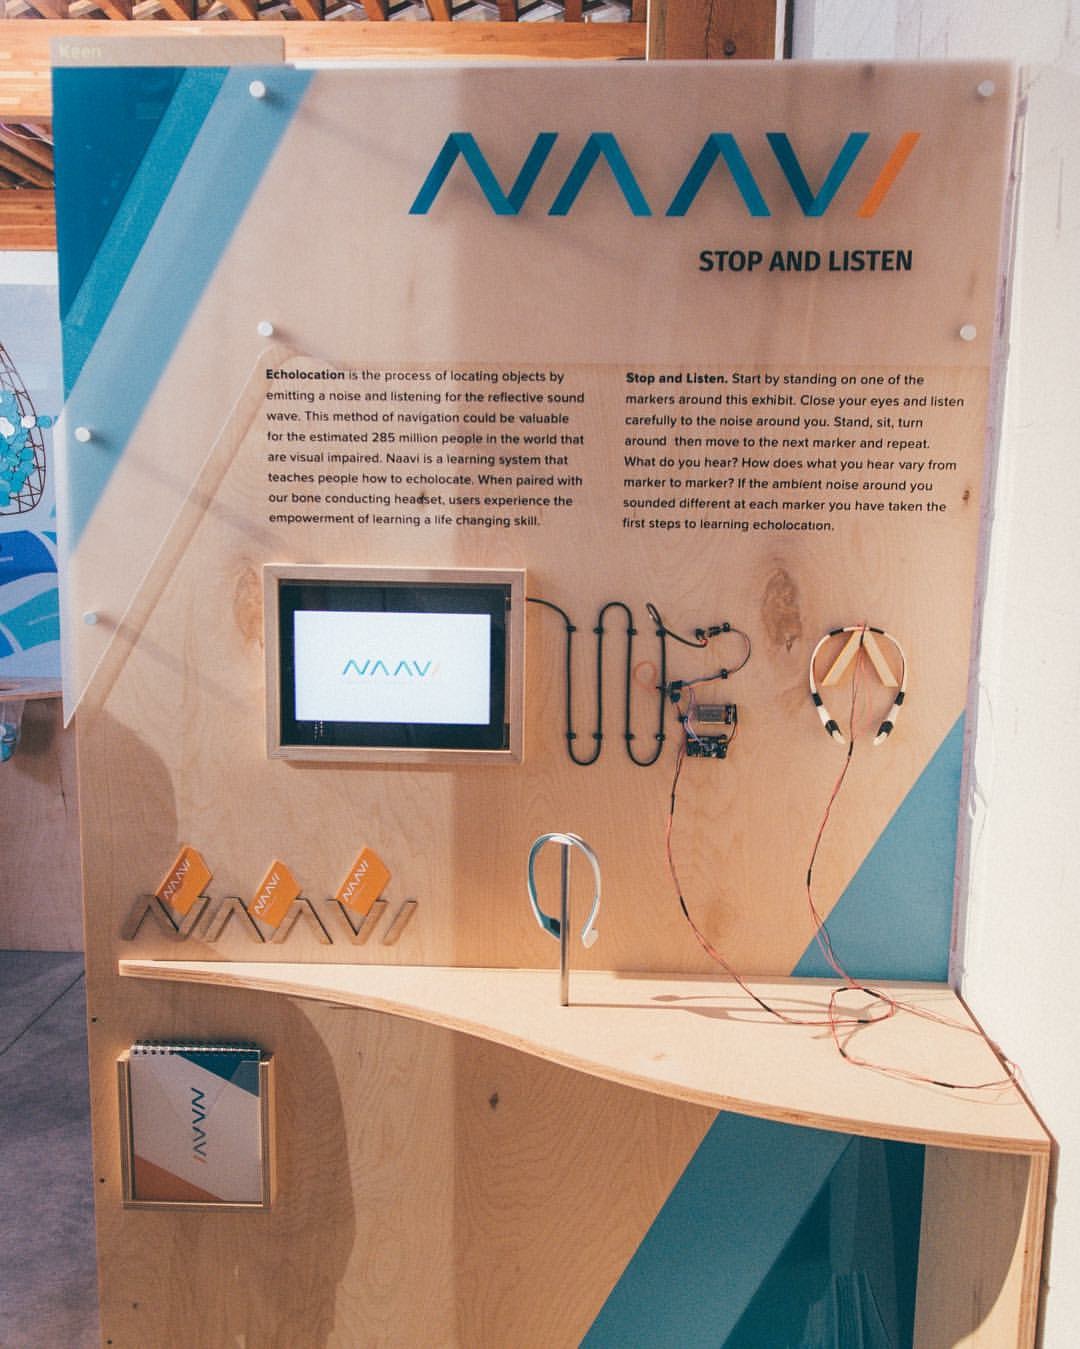 Keen
NAAVI
STOP AND LISTEN
Echolocation is the process of locating objects by
emitting a noise and listening for the reflective sound
wave. This method of navigation could be valuable
for the estimated 285 million people in the world that
are visual impaired. Naavi is a learning system that
teaches people how to echolocate. When paired with
our bone conducting headset, users experience the
empowerment of learning a life changing skill.
Stop and Listen. Start by standing on one of the
markers around this exhibit. Close your eyes and listen
carefully to the noise around you. Stand, sit, turn
around then move to the next marker and repeat.
What do you hear? How does what you hear vary from
marker to marker? If the ambient noise around you
sounded different at each marker you have taken the
first steps to learning echolocation.
NAAVI
NAAVI
NAAVI
NAAVI
NAAVI
NAAVI